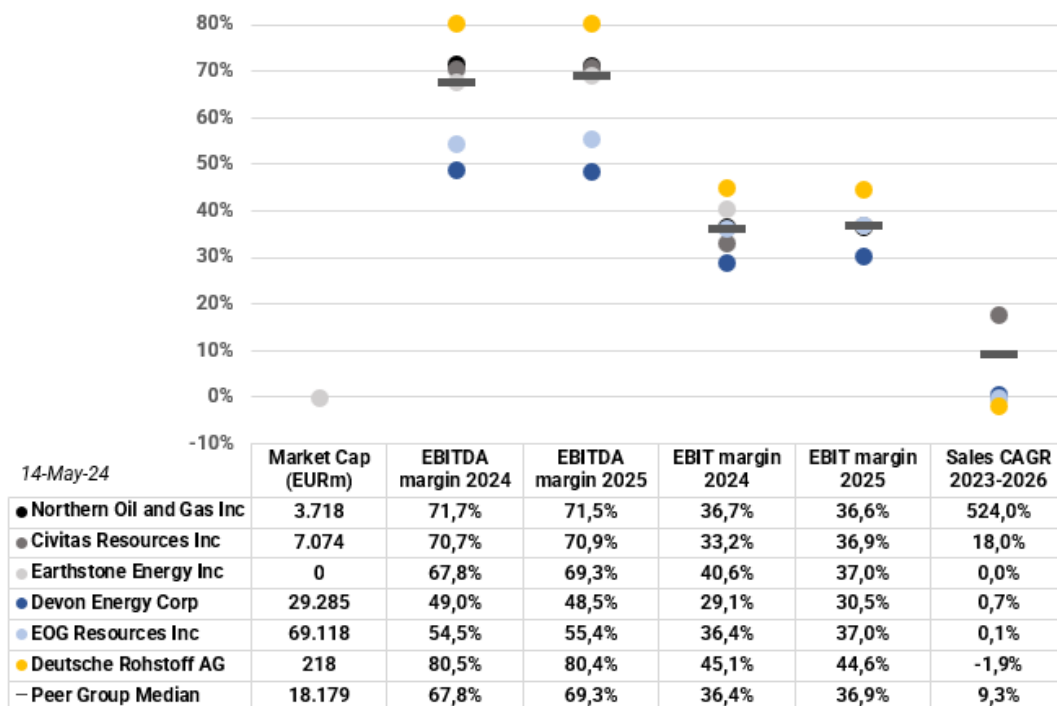 80%
70%
60%
50%
40%
30%
20%
10%
0%
-10%
14-May-24
Market Cap (EURm) EBITDA margin 2024 EBITDA margin 2025 EBIT margin 2024 EBIT margin 2025 Sales CAGR 2023-2026
Northern Oil and Gas Inc 3.718 71,7% 71,5% 36,7% 36,6% 524,0%
Civitas Resources Inc 7.074 70,7% 70,9% 33,2% 36,9% 18,0%
Earthstone Energy Inc 0 67,8% 69,3% 40,6% 37,0% 0,0%
Devon Energy Corp 29.285 49,0% 48,5% 29,1% 30,5% 0,7%
EOG Resources Inc 69.118 54,5% 55,4% 36,4% 37,0% 0,1%
Deutsche Rohstoff AG 218 80,5% 80,4% 45,1% 44,6% -1,9%
Peer Group Median 18.179 67,8% 69,3% 36,4% 36,9% 9,3%